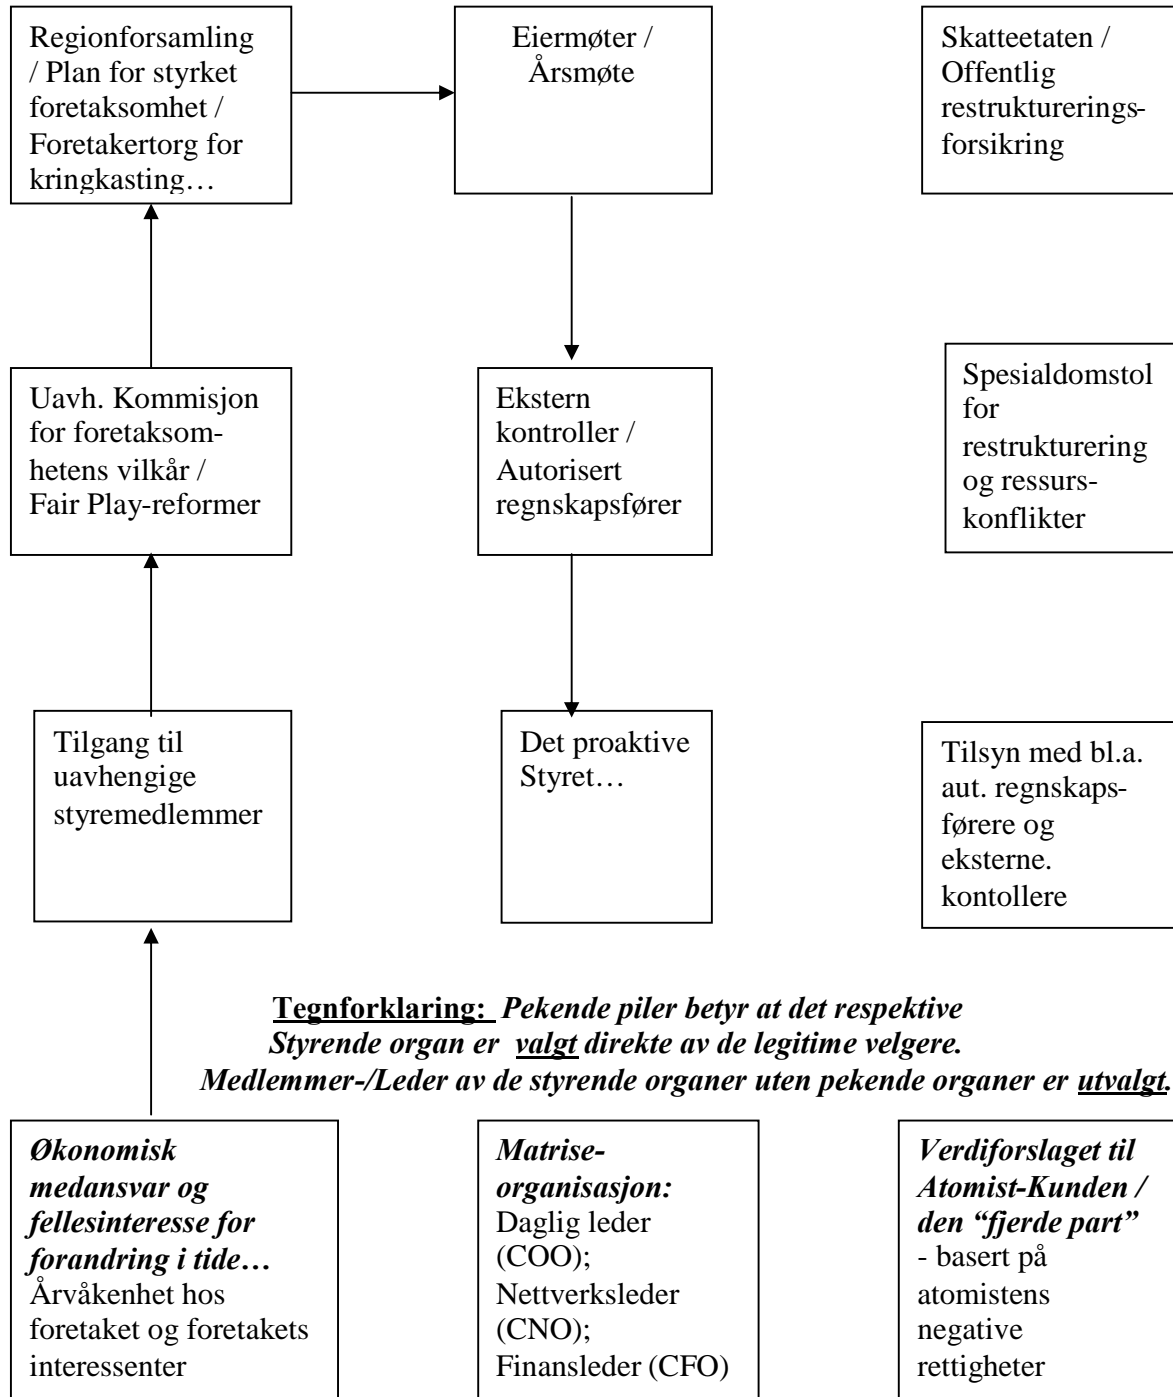 Regionforsamling
/ Plan for styrket
foretaksomhet /
Foretakertorg for
kringkasting…
Eiermøter /
Årsmøte
Skatteetaten /
Offentlig
restrukturerings-
forsikring
Uavh. Kommisjon
for foretaksom-
hetens vilkår /
Fair Play-reformer
Ekstern
kontroller /
Autorisert
regnskapsfører
Spesialdomstol
for
restrukturering
og ressurs-
konflikter
Tilgang til
uavhengige
styremedlemmer
Det proaktive
Styret…
Tilsyn med bl.a.
aut. regnskaps-
førere og
eksterne.
kontollere
Tegnforklaring: Pekende piler betyr at det respektive
Styrende organ er valgt direkte av de legitime velgere.
Medlemmer-/Leder av de styrende organer uten pekende organer er utvalgt.
Økonomisk
medansvar og
fellesinteresse for
forandring i tide…
Årvåkenhet hos
foretaket og foretakets
interessenter
Matrise-
organisasjon:
Daglig leder
(COO);
Nettverksleder
(CNO);
Finansleder (CFO)
Verdiforslaget til
Atomist-Kunden /
den “fjerde part”
- basert på
atomistens
negative
rettigheter